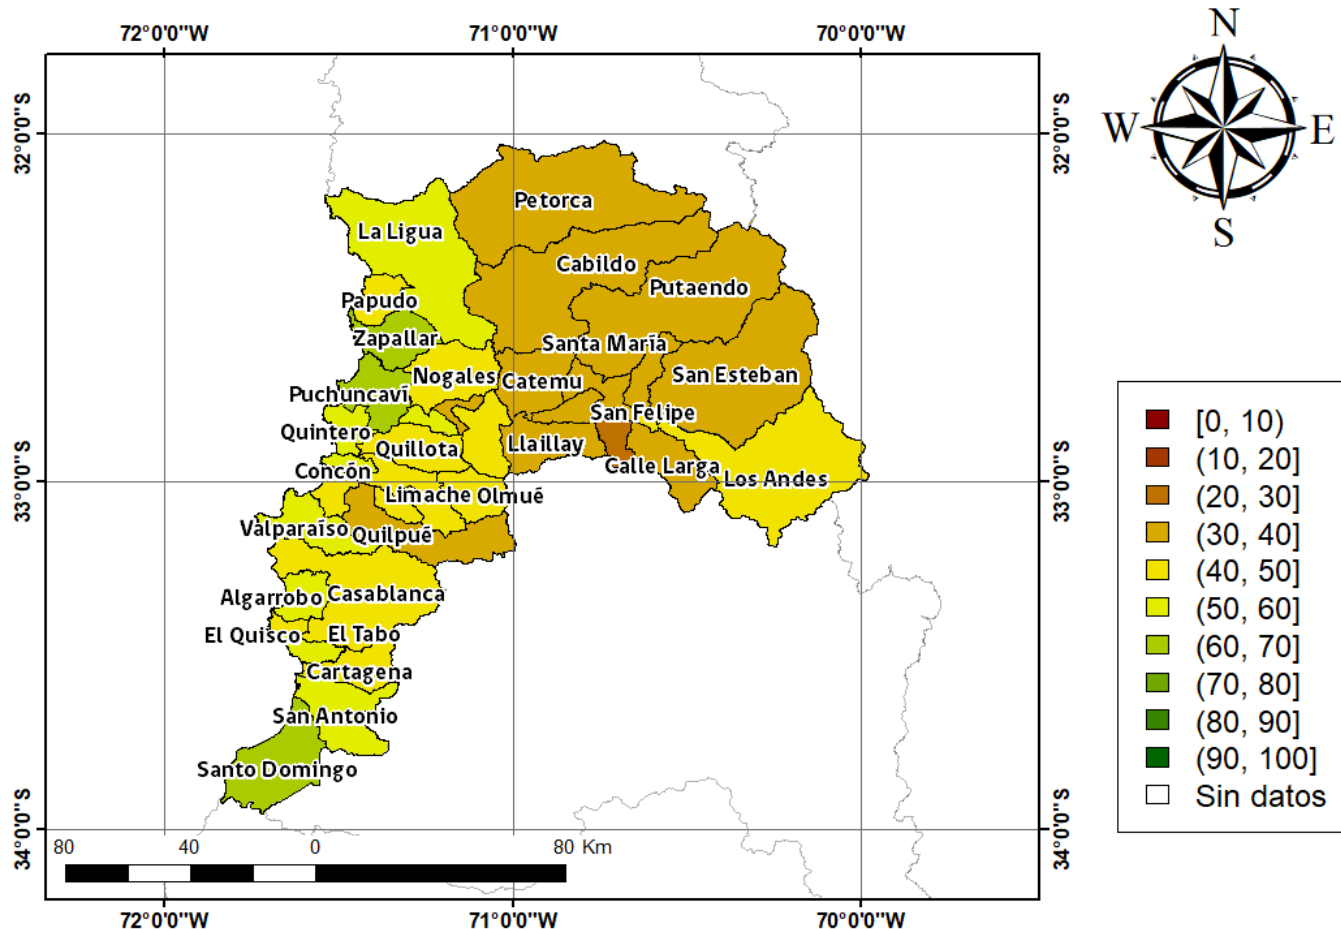 72°0'0"W 71°0'0"W 70°0'0"W
N
W E
S
32°0'0"S 32°0'0"S
Petorca
La Ligua
Cabildo
Putaendo
Papudo
Zapallar
Santa María
Nogales
Catemu
San Esteban
Puchuncaví
San Felipe
Quintero
Quillota
Llaillay
Calle Larga
Concón
Los Andes
33°0'0"S 33°0'0"S
Limache
Olmué
Valparaíso
Quilpué
Algarrobo
Casablanca
El Quisco
El Tabo
Cartagena
San Antonio
Santo Domingo
34°0'0"S 34°0'0"S
80 40 0 80 Km
72°0'0"W 71°0'0"W 70°0'0"W
[0, 10)
(10, 20]
(20, 30]
(30, 40]
(40, 50]
(50, 60]
(60, 70]
(70, 80]
(80, 90]
(90, 100]
Sin datos